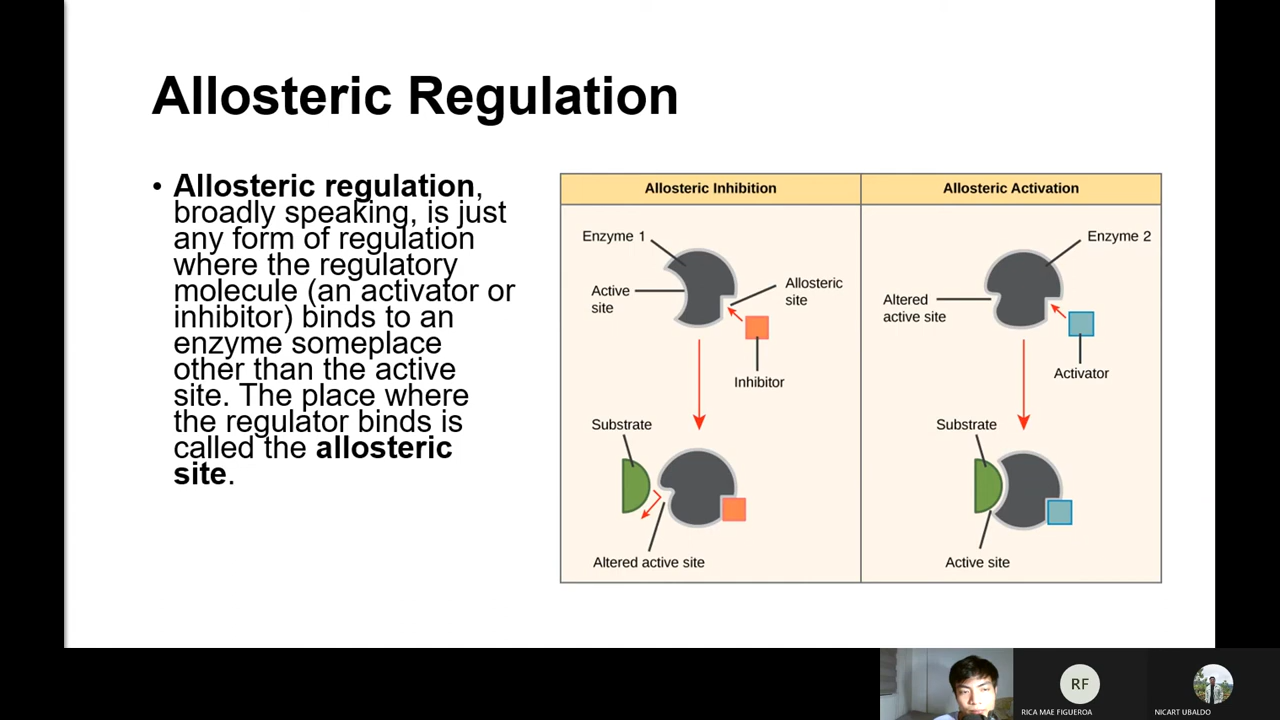 Allosteric Regulation
• Allosteric regulation,
broadly speaking, is just
any form of regulation
where the regulatory
molecule (an activator or
inhibitor) binds to an
enzyme someplace
other than the active
site. The place where
the regulator binds is
called the allosteric
site.
Allosteric Inhibition
Enzyme 1
Active
site
Allosteric
site
Inhibitor
Substrate
Altered active site
Allosteric Activation
Enzyme 2
Altered
active site
Activator
Substrate
Active site
RF
RICA MAE FIGUEROA
NICART UBALDO